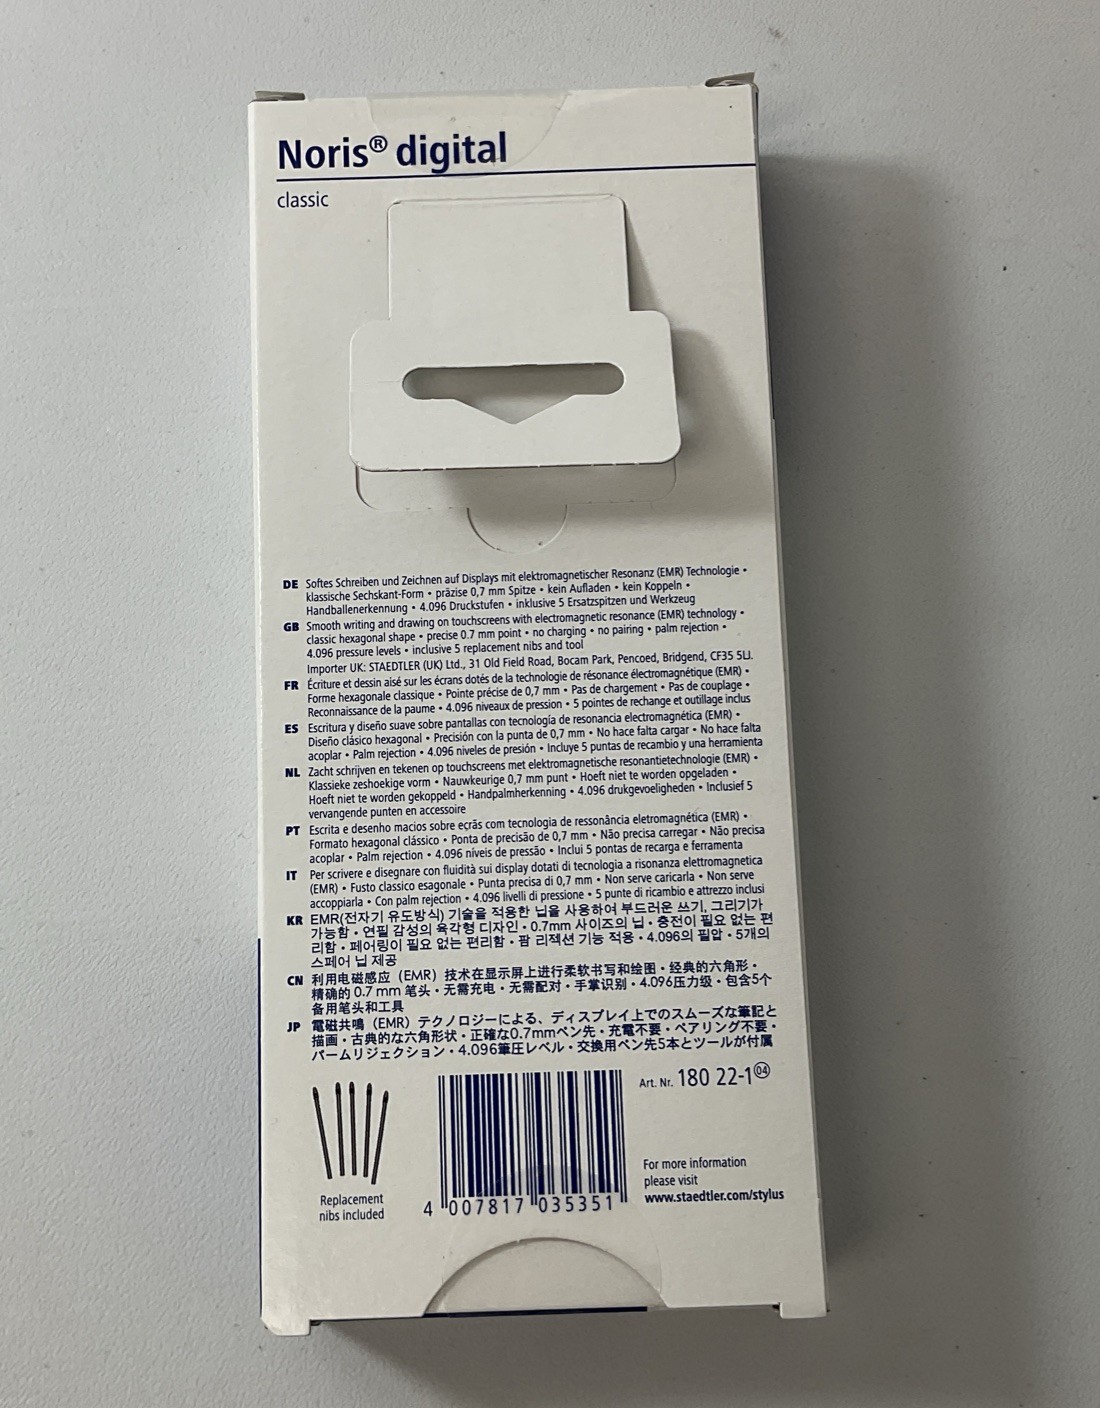 Noris® digital
classic
DE Softes Schreiben und Zeichnen auf Displays mit elektromagnetischer Resonanz (EMR) Technologie •
klassische Sechskant-Form • präzise 0,7 mm Spitze • kein Aufladen • kein Koppeln •
Handballenerkennung • 4.096 Druckstufen • inklusive 5 Ersatzspitzen und Werkzeug
GB Smooth writing and drawing on touchscreens with electromagnetic resonance (EMR) technology •
classic hexagonal shape • precise 0.7 mm point • no charging • no pairing • palm rejection •
4.096 pressure levels • inclusive 5 replacement nibs and tool
Importer UK: STAEDTLER (UK) Ltd., 31 Old Field Road, Bocam Park, Pencoed, Bridgend, CF35 5LJ.
FR Écriture et dessin aisé sur les écrans dotés de la technologie de résonance électromagnétique (EMR) •
Forme hexagonale classique • Pointe précise de 0,7 mm • Pas de chargement • Pas de couplage •
Reconnaissance de la paume • 4.096 niveaux de pression • 5 pointes de rechange et outillage inclus
ES Escritura y diseño suave sobre pantallas con tecnología de resonancia electromagnética (EMR) •
Diseño clásico hexagonal • Precisión con la punta de 0,7 mm • No hace falta cargar • No hace falta
acoplar • Palm rejection • 4.096 niveles de presión • Incluye 5 puntas de recambio y una herramienta
NL Zacht schrijven en tekenen op touchscreens met elektromagnetische resonantietechnologie (EMR) •
Klassieke zeshoekige vorm • Nauwkeurige 0,7 mm punt • Hoeft niet te worden opgeladen •
Hoeft niet te worden gekoppeld • Handpalmherkenning • 4.096 drukgevoeligheden • Inclusief 5
vervangende punten en accessoire
PT Escrita e desenho macios sobre ecrãs com tecnologia de ressonância eletromagnética (EMR) •
Formato hexagonal clássico • Ponta de precisão de 0,7 mm • Não precisa carregar • Não precisa
acoplar • Palm rejection • 4.096 níveis de pressão • Inclui 5 pontas de recarga e ferramenta
IT Per scrivere e disegnare con fluidità sui display dotati di tecnologia a risonanza elettromagnetica
(EMR) • Fusto classico esagonale • Punta precisa di 0,7 mm • Non serve caricarla • Non serve
accoppiarla • Con palm rejection • 4.096 livelli di pressione • 5 punte di ricambio e attrezzo inclusi
KR EMR(전자기 유도방식) 기술을 적용한 닙을 사용하여 부드러운 쓰기, 그리기가
가능함 • 연필 감성의 육각형 디자인 • 0.7mm 사이즈의 닙 • 충전이 필요 없는 편
리함 • 페어링이 필요 없는 편리함 • 팜 리젝션 기능 적용 • 4.096의 필압 • 5개의
스페어 닙 제공
CN 利用电磁感应（EMR）技术在显示屏上进行柔软书写和绘图 • 经典的六角形 •
精确的 0.7 mm 笔头 • 无需充电 • 无需配对 • 手掌识别 • 4.096压力级 • 包含5个
备用笔头和工具
JP 電磁共鳴（EMR）テクノロジーによる、ディスプレイ上でのスムーズな筆記と
描画・古典的な六角形状・正確な0.7mmペン先・充電不要・ペアリング不要・
パームリジェクション・4.096筆圧レベル・交換用ペン先5本とツールが付属
Art. Nr. 180 22-1 04
Replacement
nibs included
4 007817 035351
For more information
please visit
www.staedtler.com/stylus